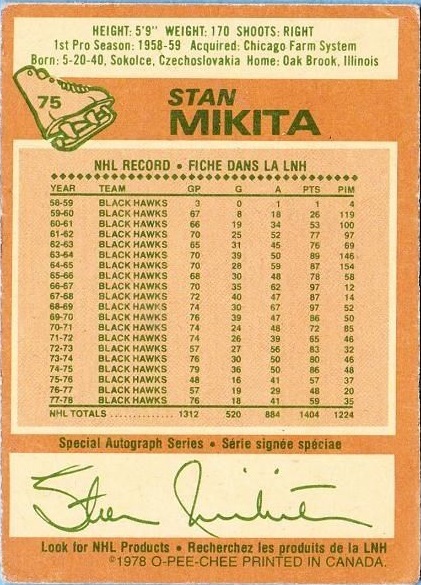 HEIGHT: 5'9" WEIGHT: 170 SHOOTS: RIGHT
1st Pro Season: 1958-59 Acquired: Chicago Farm System
Born: 5-20-40, Sokolce, Czechoslovakia Home: Oak Brook, Illinois
75
STAN
MIKITA
NHL RECORD • FICHE DANS LA LNH
YEAR TEAM GP G A PTS PIM
58-59 BLACK HAWKS 3 0 1 1 4
59-60 BLACK HAWKS 67 8 18 26 119
60-61 BLACK HAWKS 66 19 34 53 100
61-62 BLACK HAWKS 70 25 52 77 97
62-63 BLACK HAWKS 65 31 45 76 69
63-64 BLACK HAWKS 70 39 50 89 146
64-65 BLACK HAWKS 70 28 59 87 154
65-66 BLACK HAWKS 68 30 48 78 58
66-67 BLACK HAWKS 70 35 62 97 12
67-68 BLACK HAWKS 72 40 47 87 14
68-69 BLACK HAWKS 74 30 67 97 52
69-70 BLACK HAWKS 76 39 47 86 50
70-71 BLACK HAWKS 74 24 48 72 85
71-72 BLACK HAWKS 74 26 39 65 46
72-73 BLACK HAWKS 57 27 56 83 32
73-74 BLACK HAWKS 76 30 50 80 46
74-75 BLACK HAWKS 79 36 50 86 48
75-76 BLACK HAWKS 48 16 41 57 37
76-77 BLACK HAWKS 57 19 29 48 20
77-78 BLACK HAWKS 76 18 41 59 35
NHL TOTALS .............. 1312 520 884 1404 1224
Special Autograph Series • Série signée spéciae
Stan Mikita
Look for NHL Products • Recherchez les produits de la LNH
©1978 O-PEE-CHEE PRINTED IN CANADA.